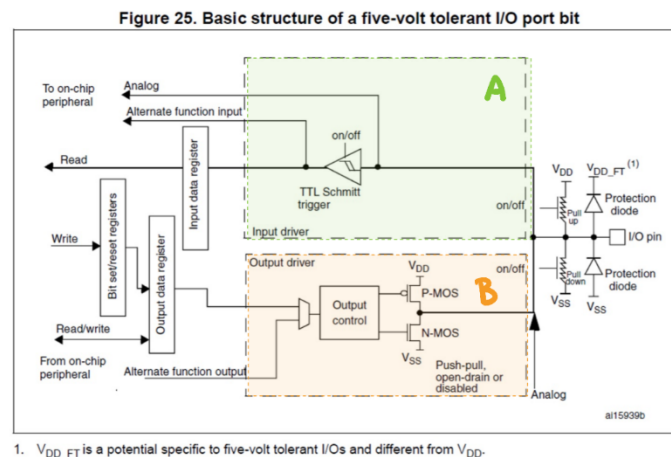 Figure 25. Basic structure of a five-volt tolerant I/O port bit
To on-chip
peripheral
Analog
Alternate function input
A
on/off
Read
Input data register
TTL Schmitt
trigger
Input driver
on/off
VDD
VDD_FT (1)
Pull
up
Protection
diode
I/O pin
Write
Bit set/reset registers
Output data register
Read/write
From on-chip
peripheral
Alternate function output
Output driver
Output
control
VDD
P-MOS
B
N-MOS
VSS
Push-pull,
open-drain or
disabled
on/off
Pull
down
VSS
Protection
diode
VSS
Analog
ai15939b
1. VDD_FT is a potential specific to five-volt tolerant I/Os and different from VDD.